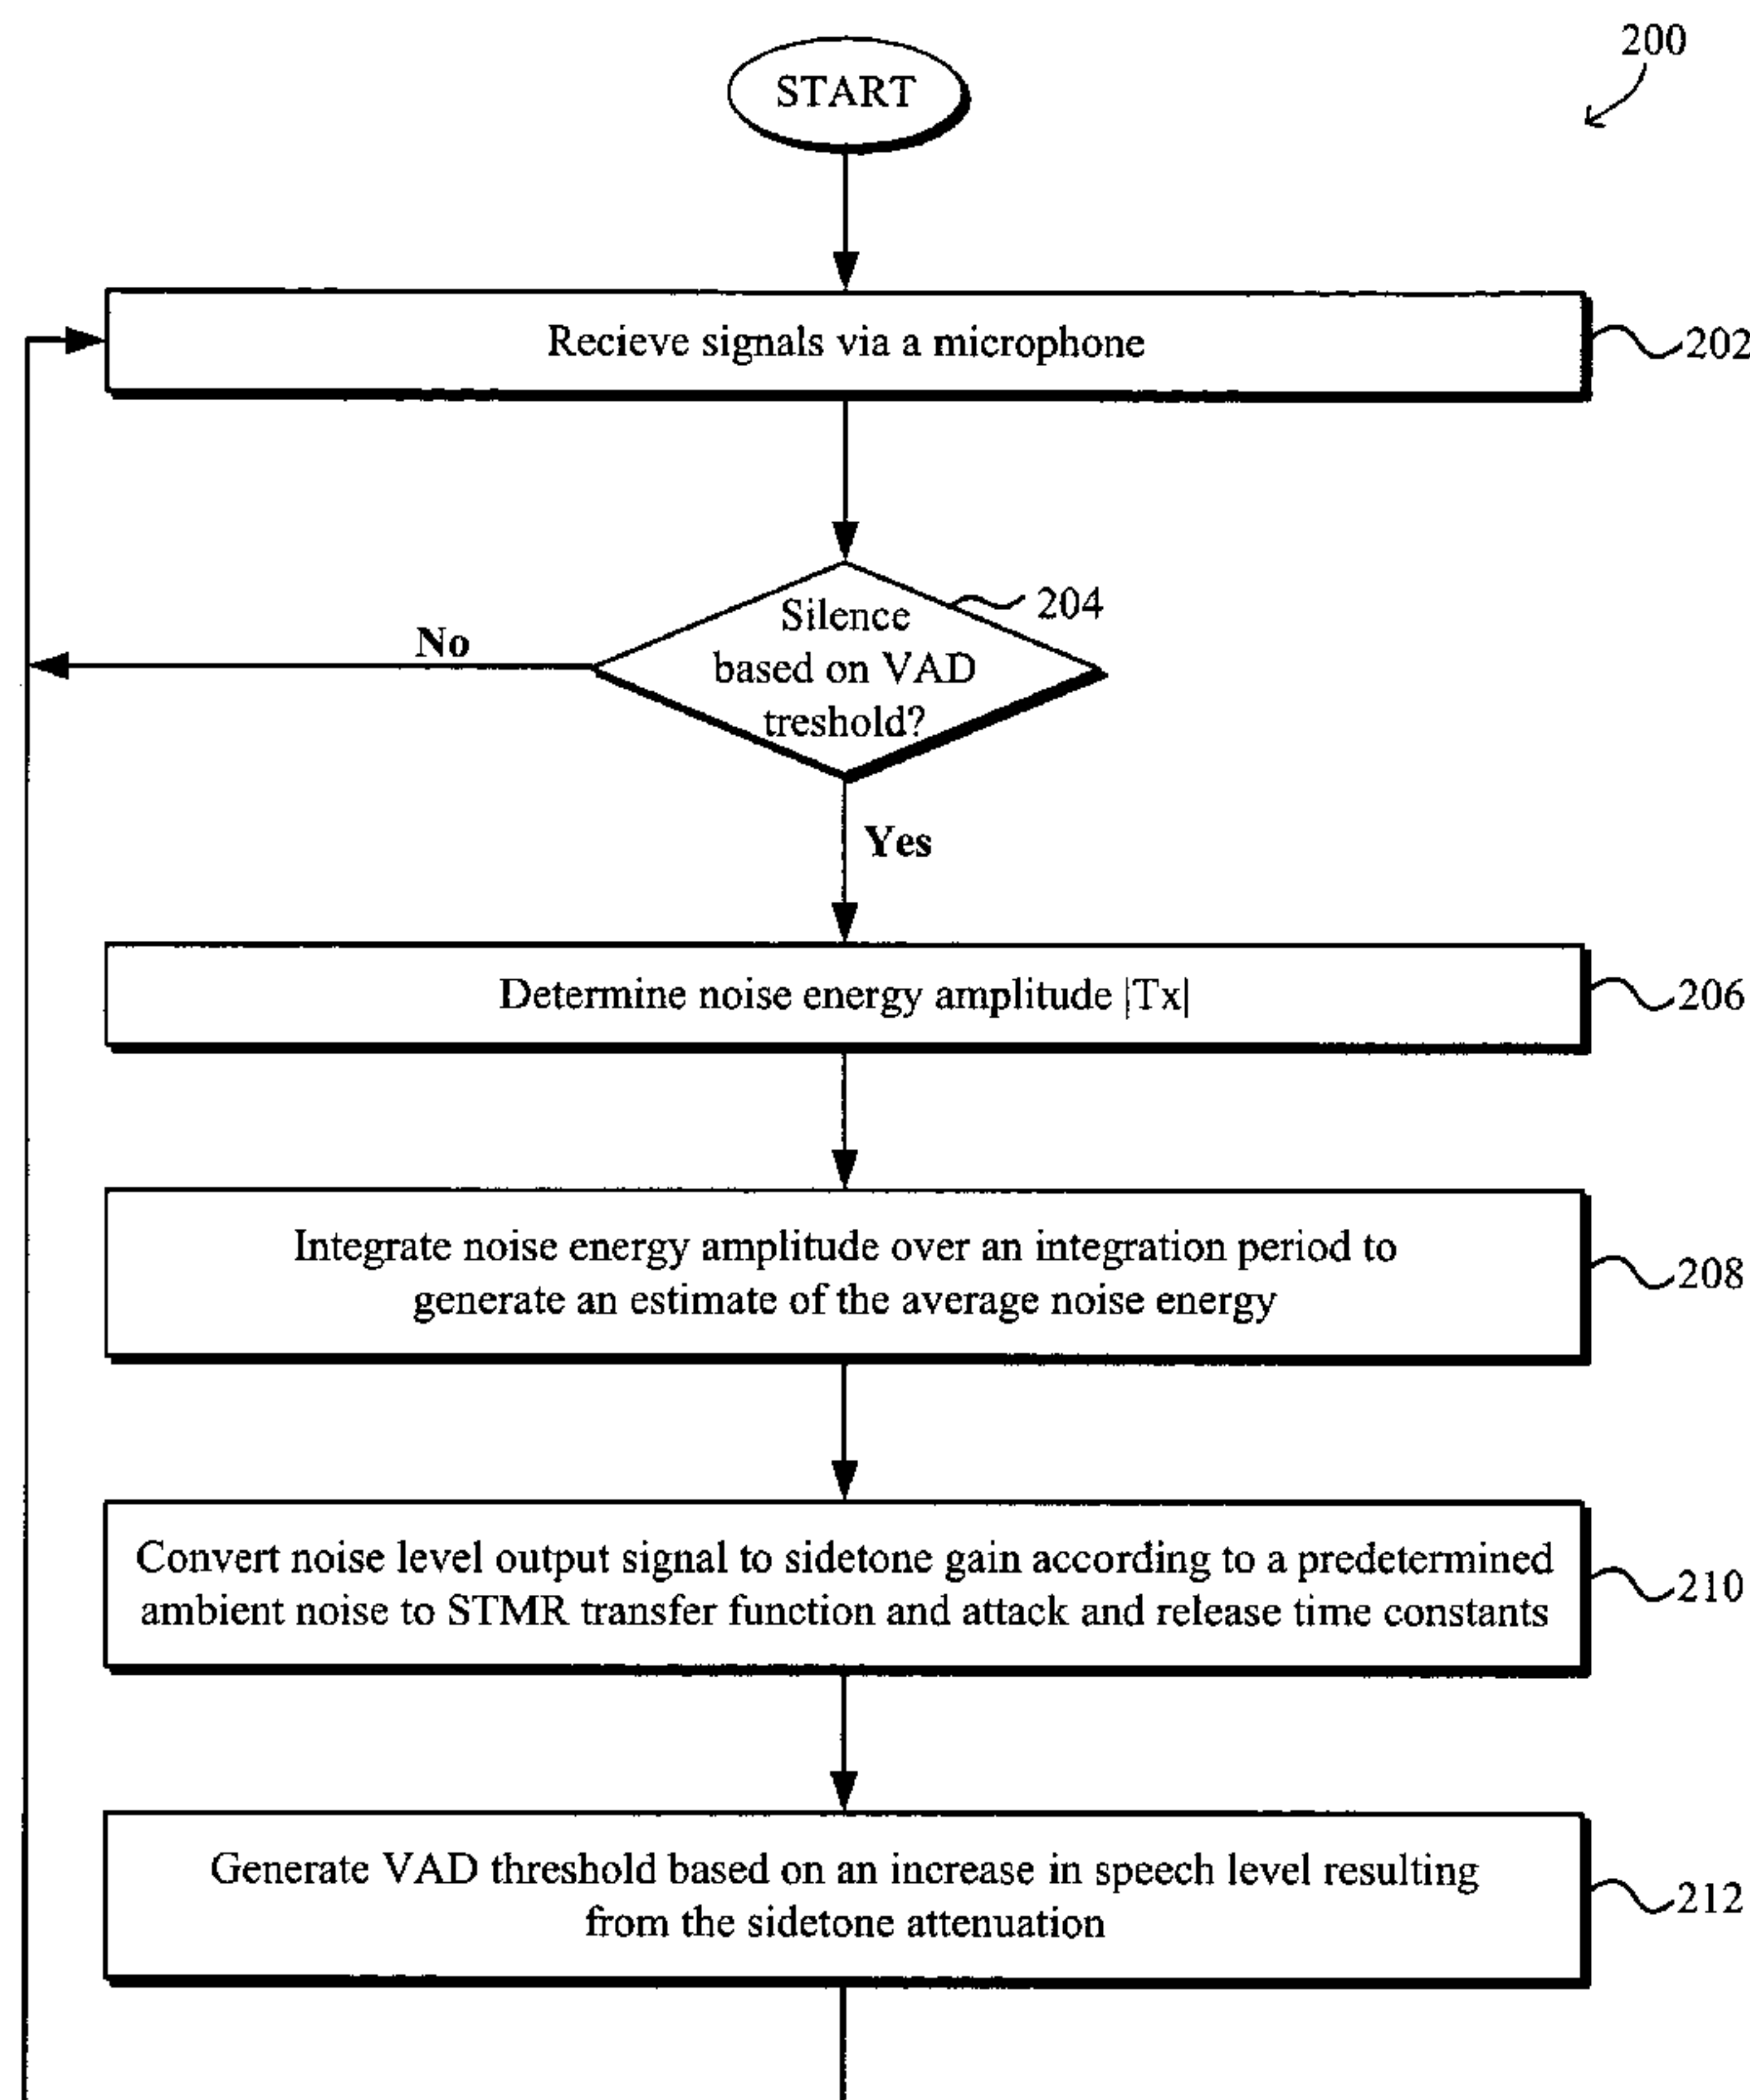 200
START
Recieve signals via a microphone
202
204
Silence
based on VAD
treshold?
No
Yes
Determine noise energy amplitude |Tx|
206
Integrate noise energy amplitude over an integration period to
generate an estimate of the average noise energy
208
Convert noise level output signal to sidetone gain according to a predetermined
ambient noise to STMR transfer function and attack and release time constants
210
Generate VAD threshold based on an increase in speech level resulting
from the sidetone attenuation
212